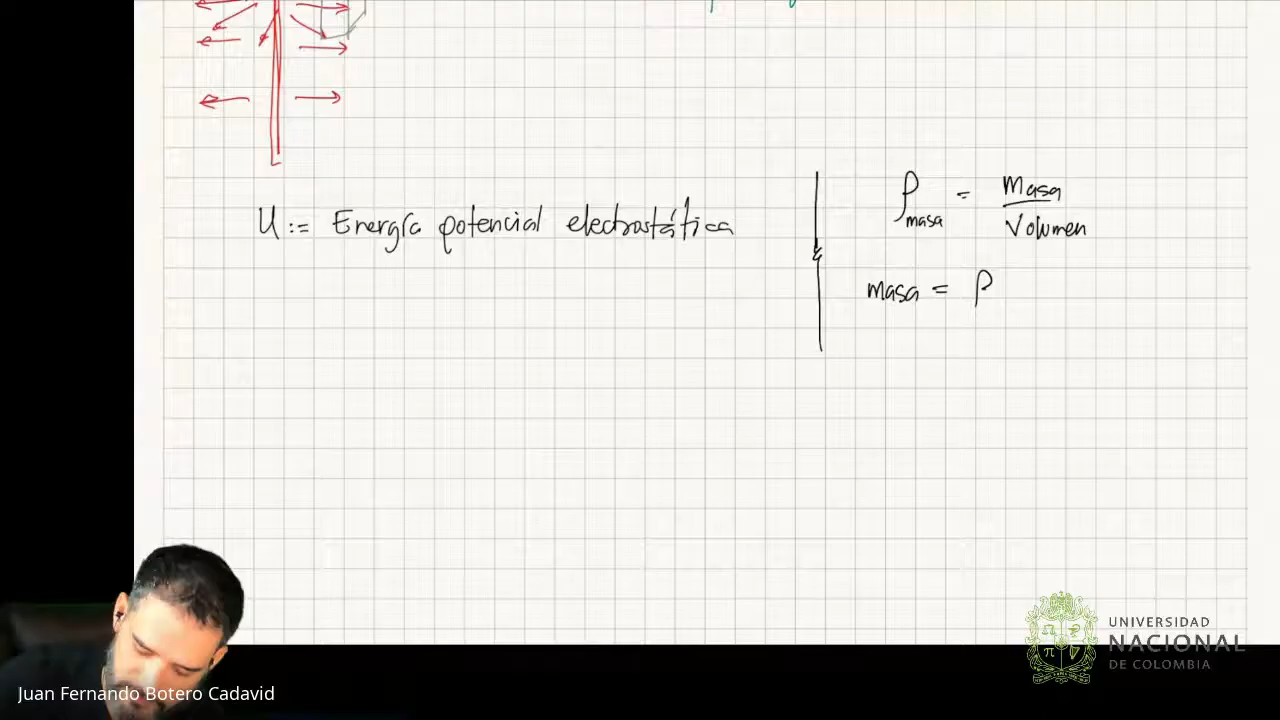 U := Energía potencial electrostática
ρmasa = Masa / Volumen
masa = ρ
UNIVERSIDAD
NACIONAL
DE COLOMBIA
Juan Fernando Botero Cadavid